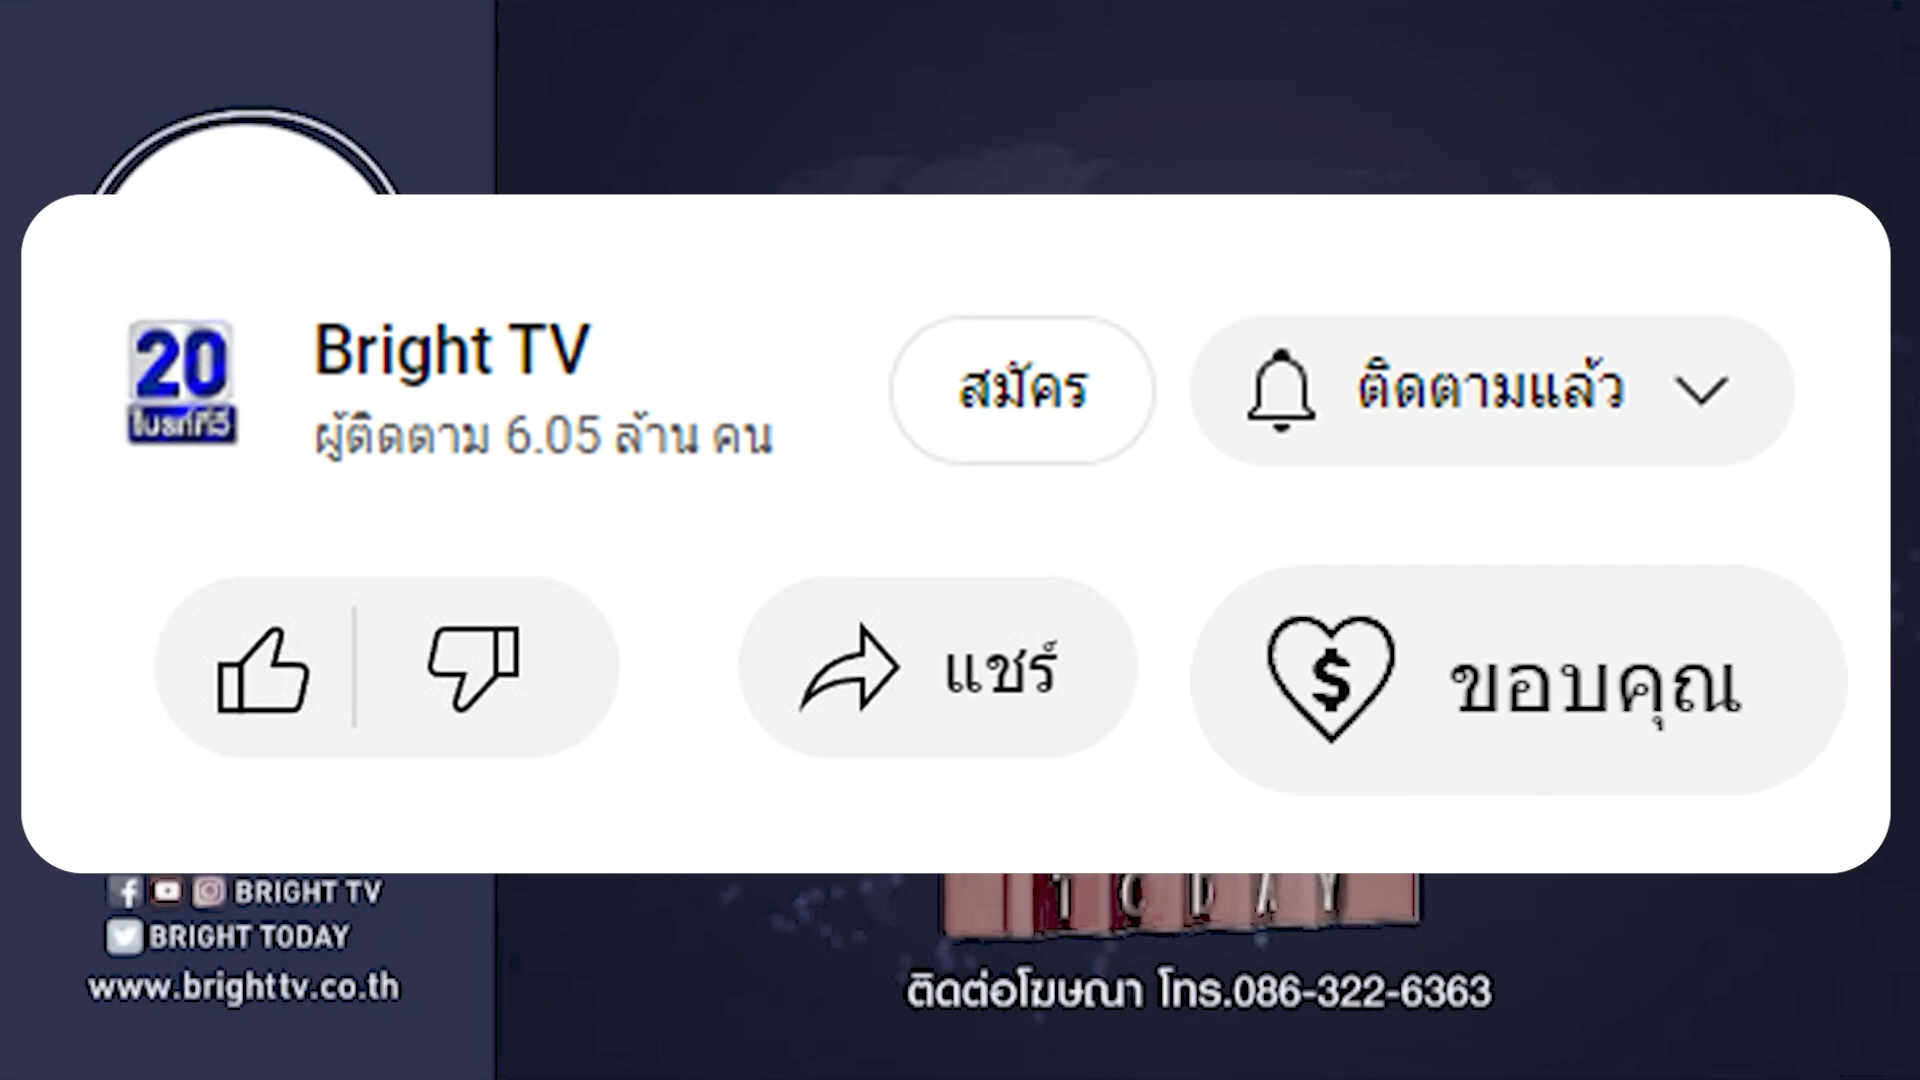 20
ไบรท์ทีวี
Bright TV
ผู้ติดตาม 6.05 ล้าน คน
สมัคร
ติดตามแล้ว
แชร์
$
ขอบคุณ
TODAY
BRIGHT TV
BRIGHT TODAY
www.brighttv.co.th
ติดต่อโฆษณา โทร.086-322-6363